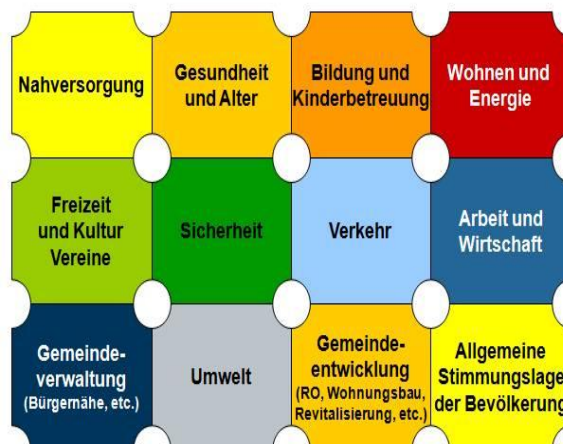 Nahversorgung
Gesundheit
und Alter
Bildung und
Kinderbetreuung
Wohnen und
Energie
Freizeit
und Kultur
Vereine
Sicherheit
Verkehr
Arbeit und
Wirtschaft
Gemeinde-
verwaltung
(Bürgernähe, etc.)
Umwelt
Gemeinde-
entwicklung
(RO, Wohnungsbau,
Revitalisierung, etc.)
Allgemeine
Stimmungslage
der Bevölkerung